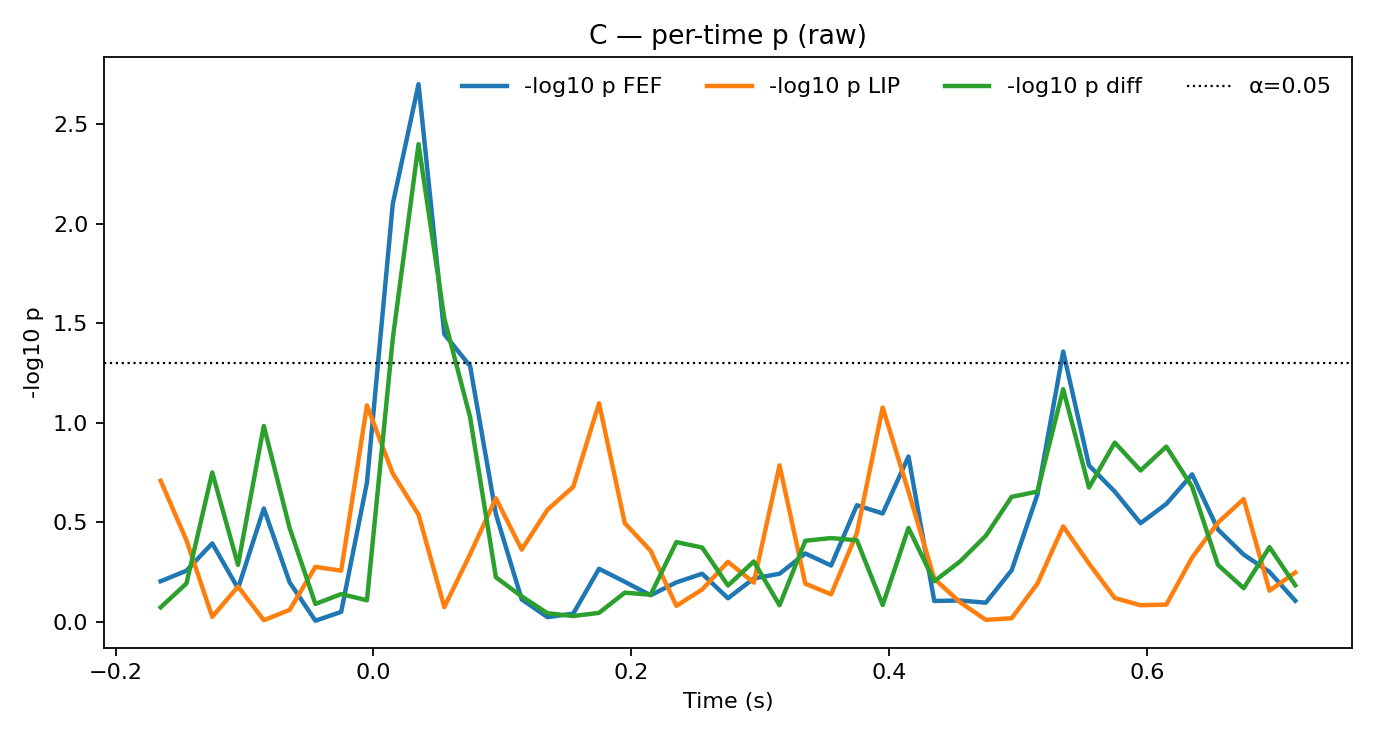 C — per-time p (raw)
-log10 p FEF
-log10 p LIP
-log10 p diff
α=0.05
-log10 p
2.5
2.0
1.5
1.0
0.5
0.0
−0.2
0.0
0.2
0.4
0.6
Time (s)